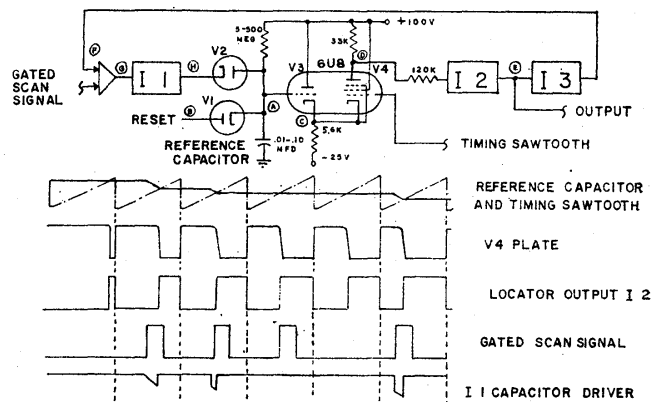 +100V
5-500
MEG
33K
D
F
G
H
V2
V3
6U8
V4
E
GATED
SCAN
SIGNAL
I 1
120K
I 2
I 3
V1
A
RESET
B
C
OUTPUT
.01-.10
MFD
5.6K
TIMING SAWTOOTH
REFERENCE
CAPACITOR
-25V
REFERENCE CAPACITOR
AND TIMING SAWTOOTH
V4 PLATE
LOCATOR OUTPUT I 2
GATED SCAN SIGNAL
I 1 CAPACITOR DRIVER